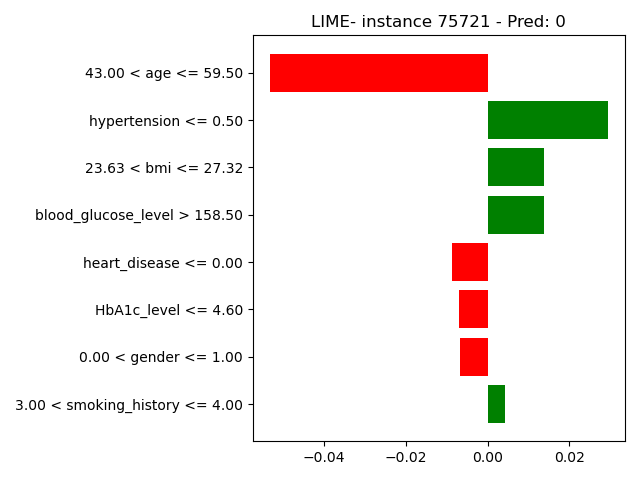 LIME- instance 75721 - Pred: 0
43.00 < age <= 59.50
hypertension <= 0.50
23.63 < bmi <= 27.32
blood_glucose_level > 158.50
heart_disease <= 0.00
HbA1c_level <= 4.60
0.00 < gender <= 1.00
3.00 < smoking_history <= 4.00
−0.04 −0.02 0.00 0.02